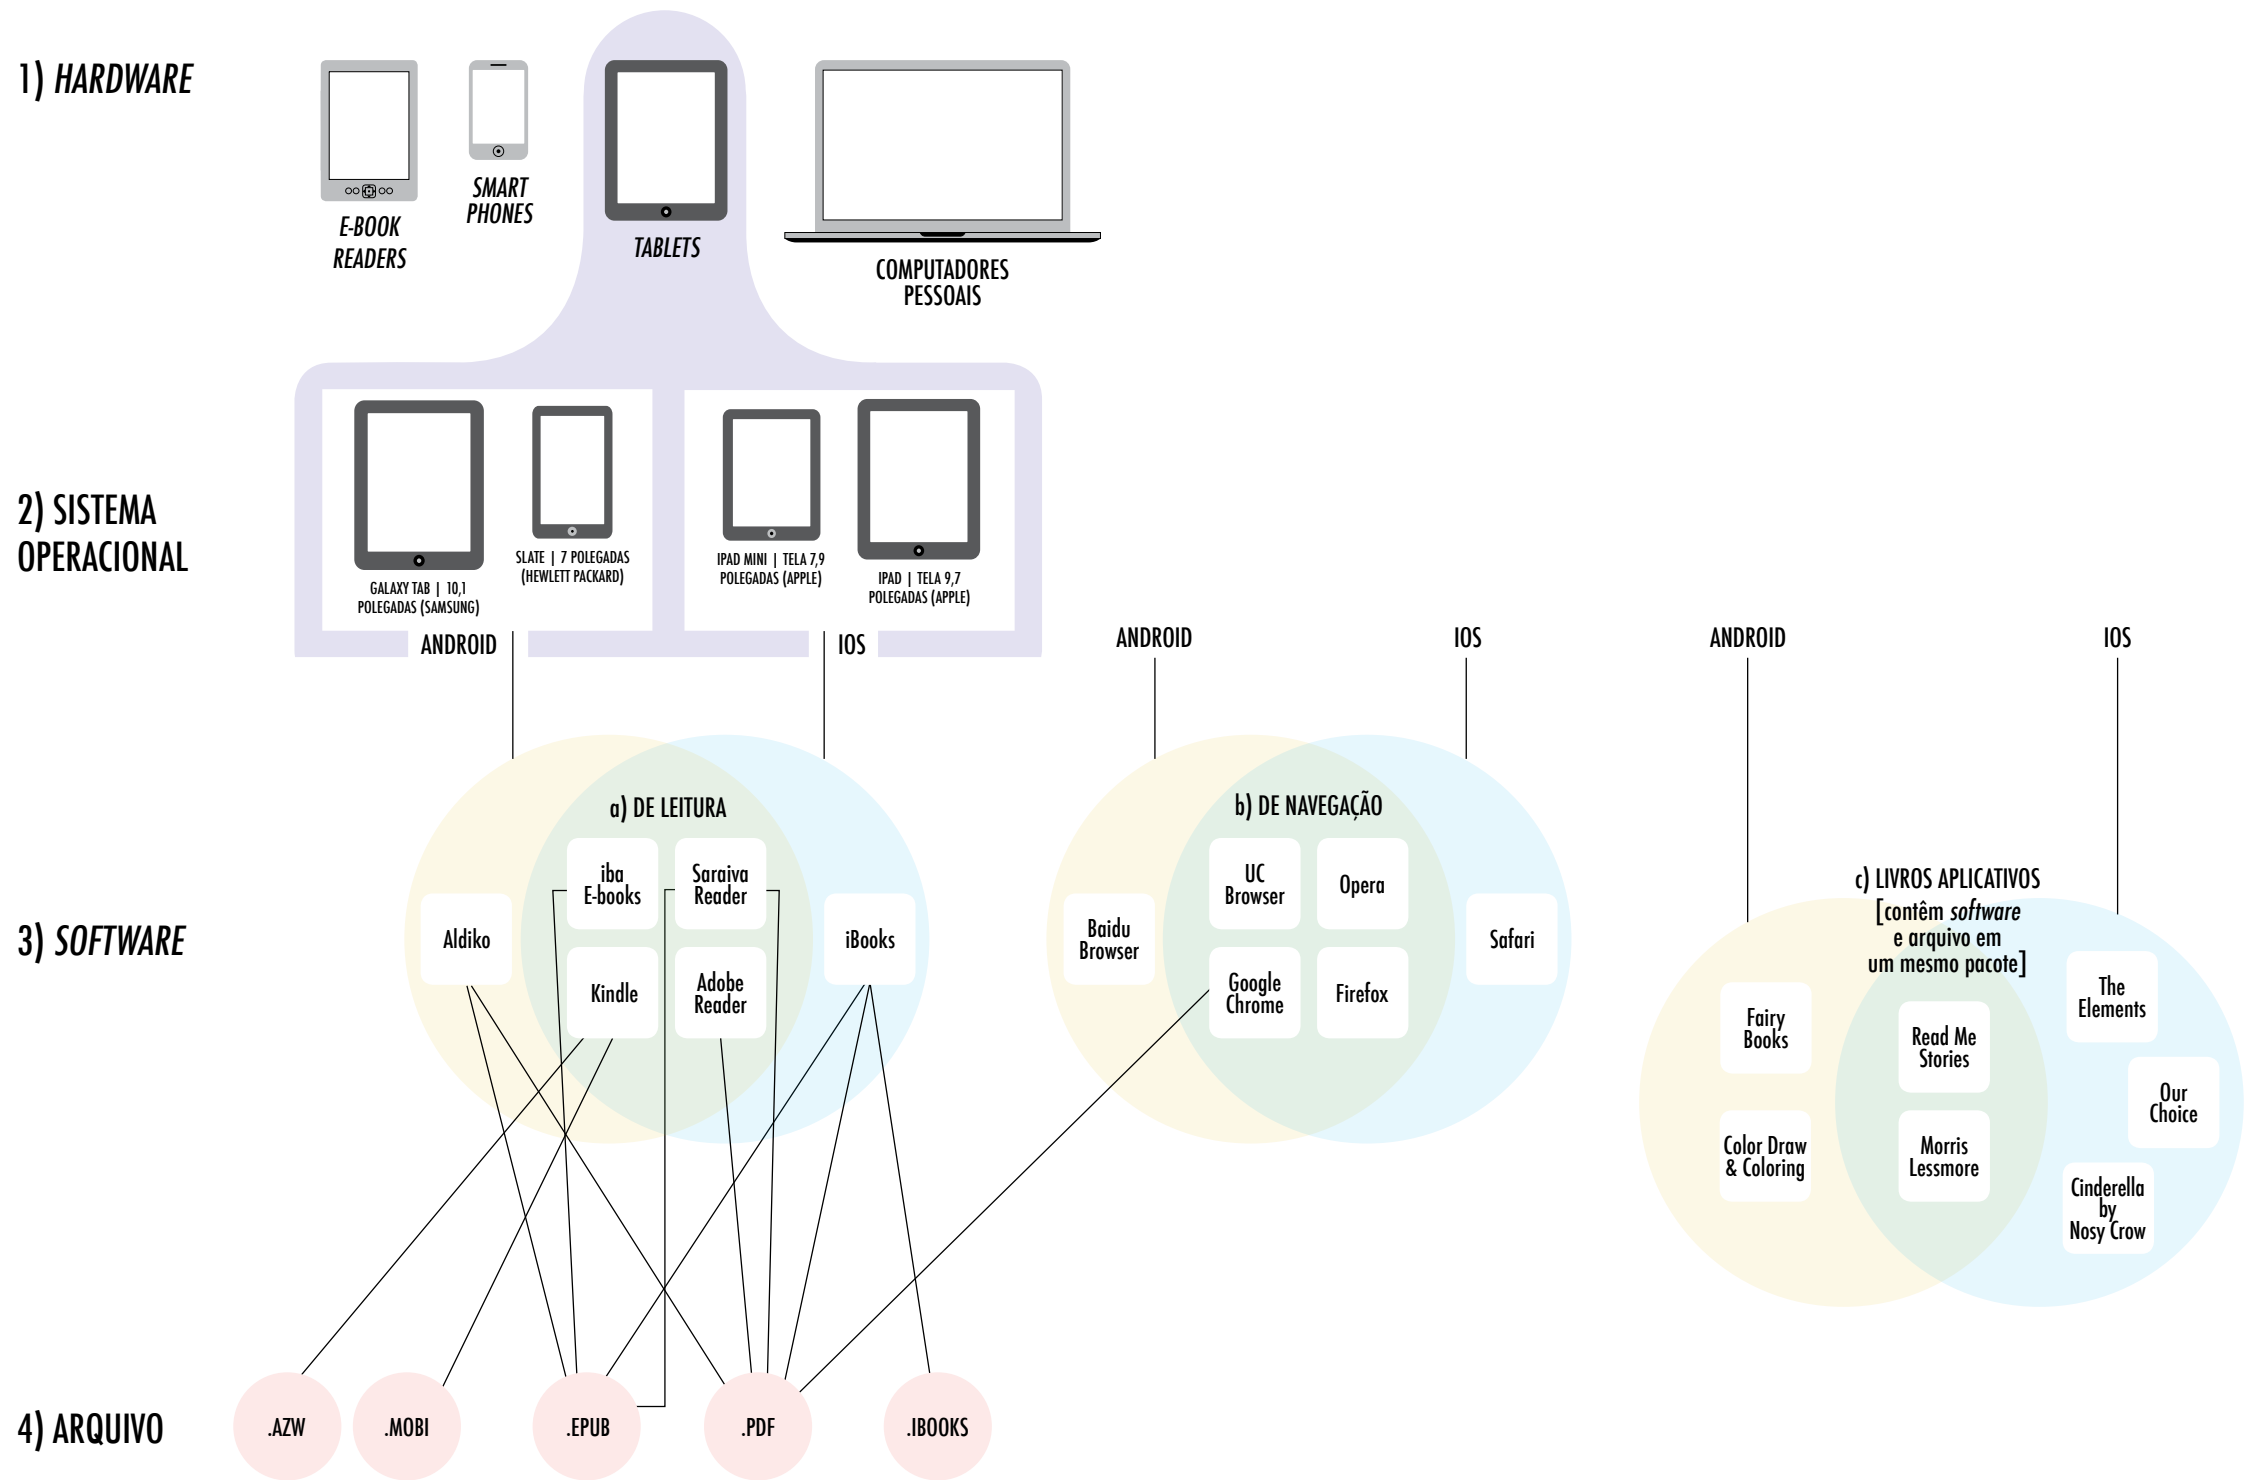 1) HARDWARE
E-BOOK
READERS
SMART
PHONES
TABLETS
COMPUTADORES
PESSOAIS
2) SISTEMA
OPERACIONAL
GALAXY TAB | 10,1
POLEGADAS (SAMSUNG)
SLATE | 7 POLEGADAS
(HEWLETT PACKARD)
IPAD MINI | TELA 7,9
POLEGADAS (APPLE)
IPAD | TELA 9,7
POLEGADAS (APPLE)
ANDROID
IOS
ANDROID
IOS
ANDROID
IOS
3) SOFTWARE
a) DE LEITURA
Aldiko
iba
E-books
Saraiva
Reader
Kindle
Adobe
Reader
iBooks
b) DE NAVEGAÇÃO
Baidu
Browser
UC
Browser
Opera
Google
Chrome
Firefox
Safari
c) LIVROS APLICATIVOS
[contêm software
e arquivo em
um mesmo pacote]
Fairy
Books
Color Draw
& Coloring
Read Me
Stories
Morris
Lessmore
The
Elements
Our
Choice
Cinderella
by
Nosy Crow
4) ARQUIVO
.AZW
.MOBI
.EPUB
.PDF
.IBOOKS